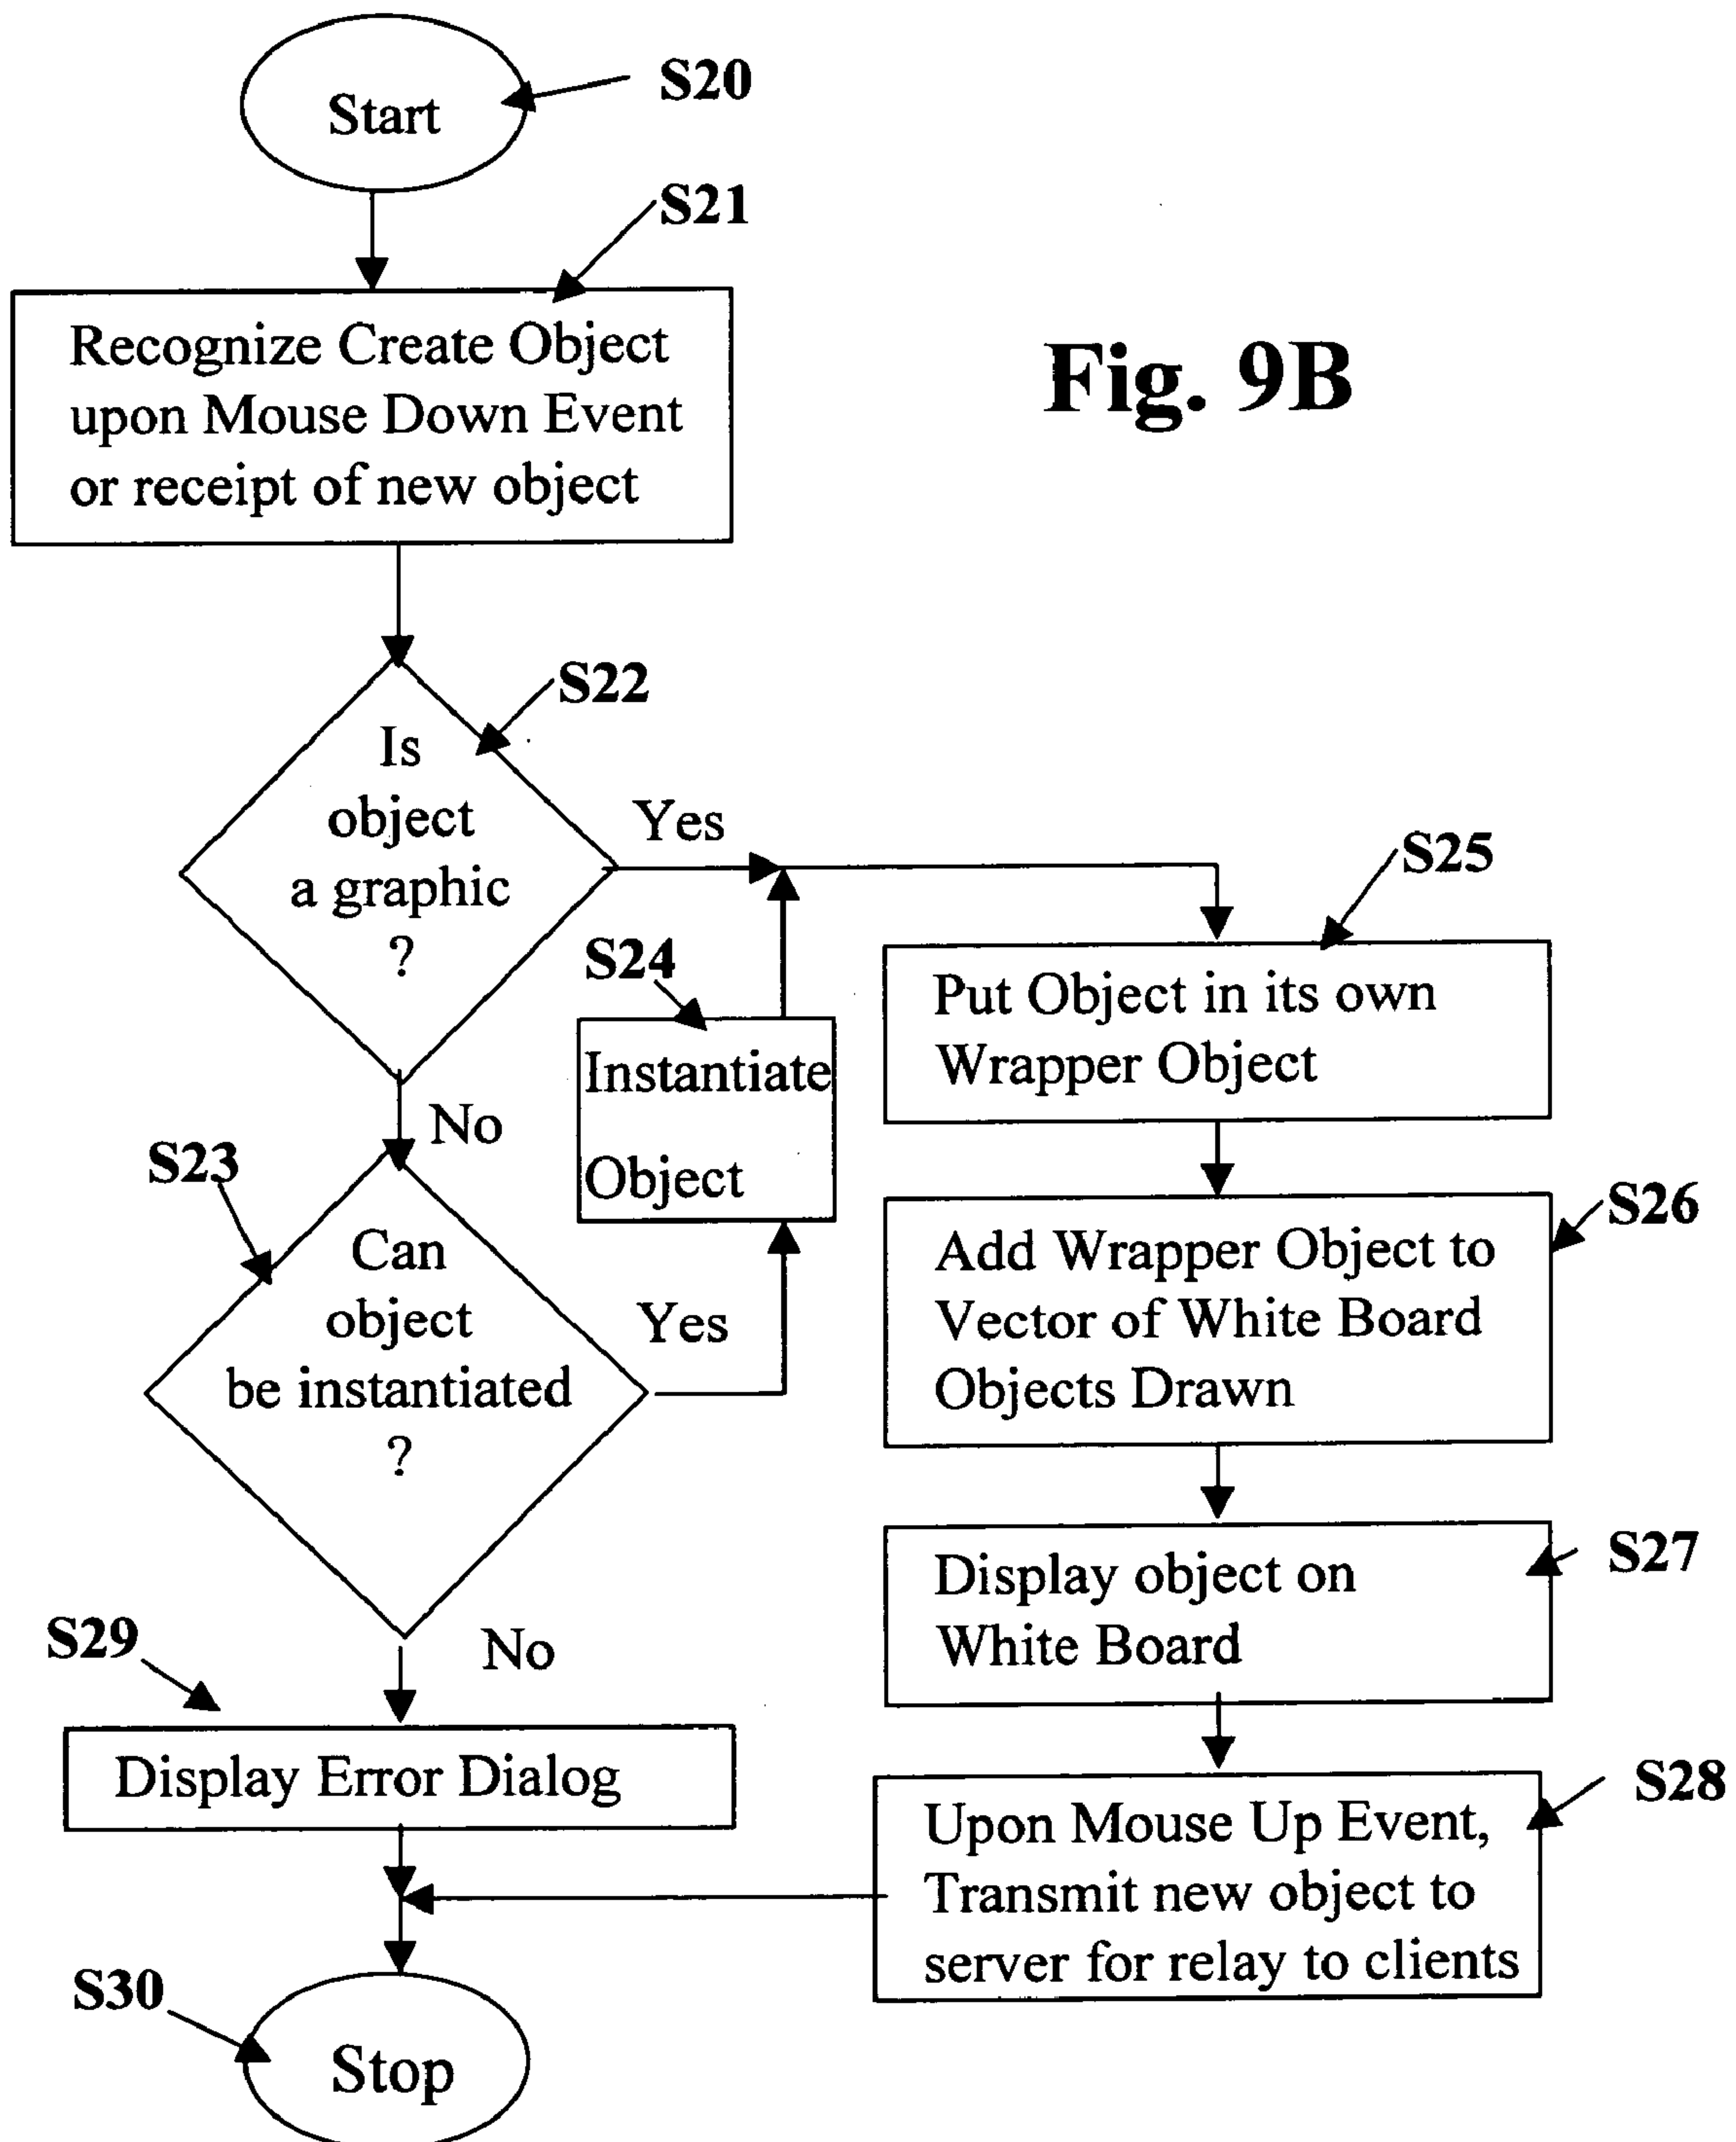 Start
S20
S21
Recognize Create Object
upon Mouse Down Event
or receipt of new object
Fig. 9B
S22
Is
object
a graphic
?
Yes
No
S23
Can
object
be instantiated
?
Yes
S24
Instantiate
Object
S25
Put Object in its own
Wrapper Object
S26
Add Wrapper Object to
Vector of White Board
Objects Drawn
S27
Display object on
White Board
S28
Upon Mouse Up Event,
Transmit new object to
server for relay to clients
No
S29
Display Error Dialog
S30
Stop